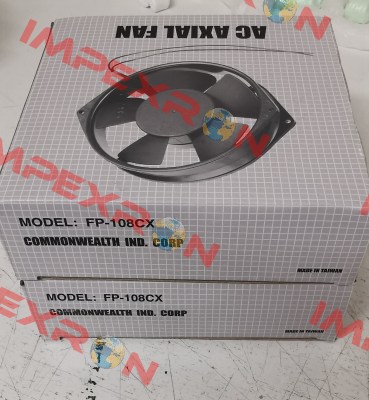 AC AXIAL FAN
MODEL: FP-108CX
COMMONWEALTH IND. CORP
MADE IN TAIWAN
MODEL: FP-108CX
COMMONWEALTH IND. CORP
MADE IN TAIWAN
IMPEXRON
IMPEXRON
IMPEXRON